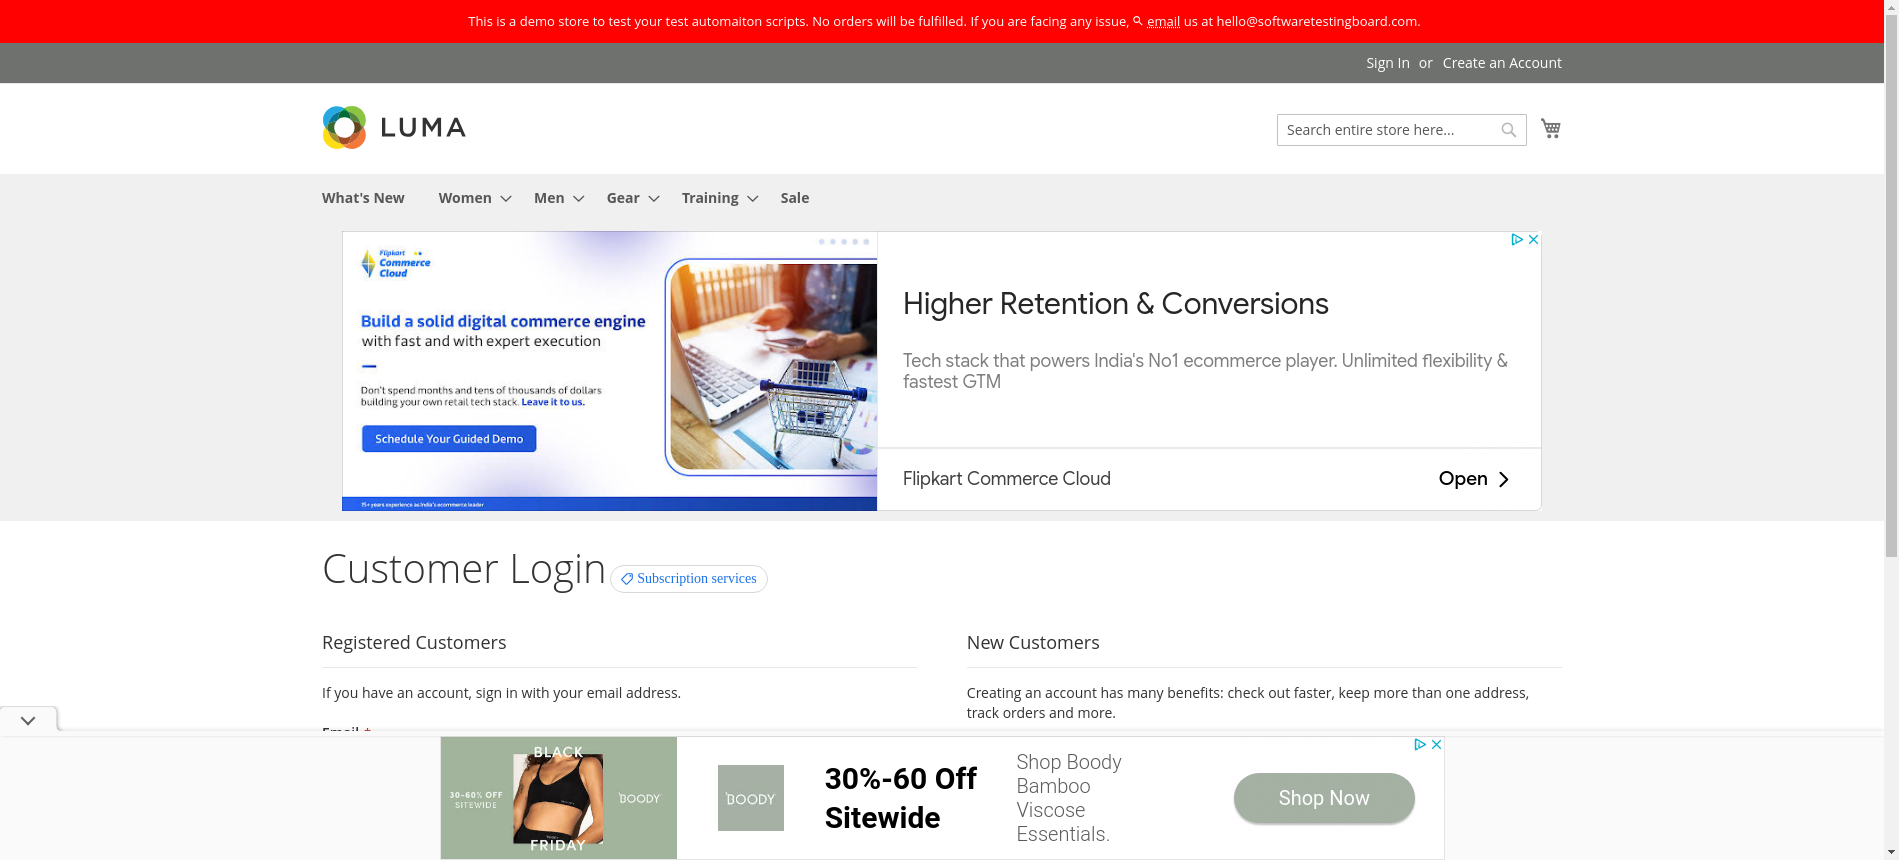 This is a demo store to test your test automaiton scripts. No orders will be fulfilled. If you are facing any issue, email us at hello@softwaretestingboard.com.
Sign In or Create an Account
LUMA
Search entire store here...
What's New Women Men Gear Training Sale
Flipkart
Commerce
Cloud
Build a solid digital commerce engine
with fast and with expert execution
Don't spend months and tens of thousands of dollars
building your own retail tech stack. Leave it to us.
Schedule Your Guided Demo
15+ years experience as India's ecommerce leader
Higher Retention & Conversions
Tech stack that powers India's No1 ecommerce player. Unlimited flexibility &
fastest GTM
Flipkart Commerce Cloud
Open
Customer Login
Subscription services
Registered Customers
If you have an account, sign in with your email address.
Email *
New Customers
Creating an account has many benefits: check out faster, keep more than one address,
track orders and more.
BLACK
30-60% OFF
SITEWIDE
BOODY
FRIDAY
BOODY
30%-60 Off
Sitewide
Shop Boody
Bamboo
Viscose
Essentials.
Shop Now